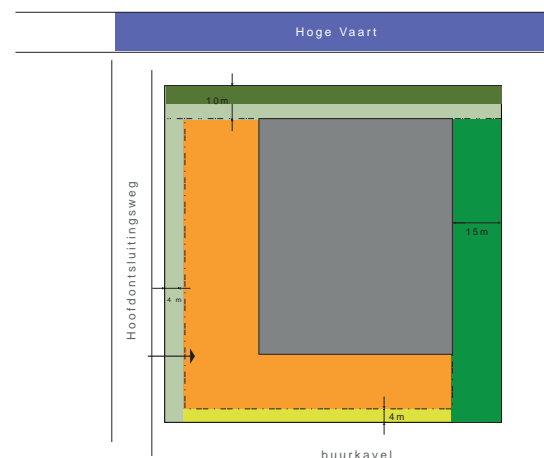 Hoge Vaart
10m
Hoofdontsluitingsweg
15m
4 m
4m
buurkavel